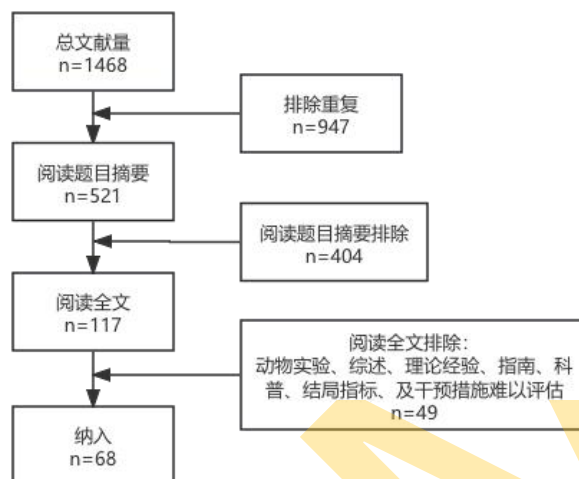 总文献量
n=1468
排除重复
n=947
阅读题目摘要
n=521
阅读题目摘要排除
n=404
阅读全文
n=117
阅读全文排除：
动物实验、综述、理论经验、指南、科
普、结局指标、及干预措施难以评估
n=49
纳入
n=68